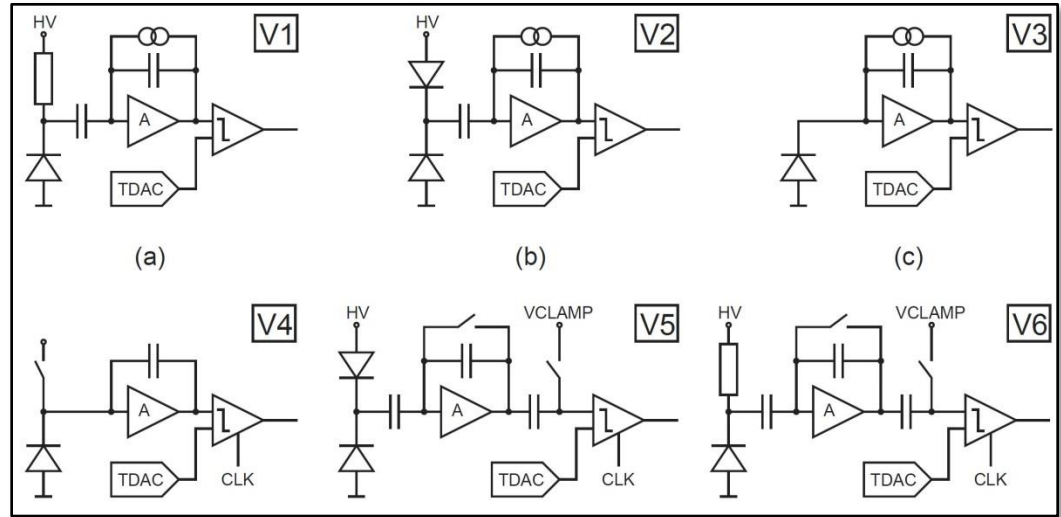 HV
V1
A
TDAC
(a)
HV
V2
A
TDAC
(b)
V3
A
TDAC
(c)
V4
A
TDAC
CLK
HV
VCLAMP
V5
A
TDAC
CLK
HV
VCLAMP
V6
A
TDAC
CLK